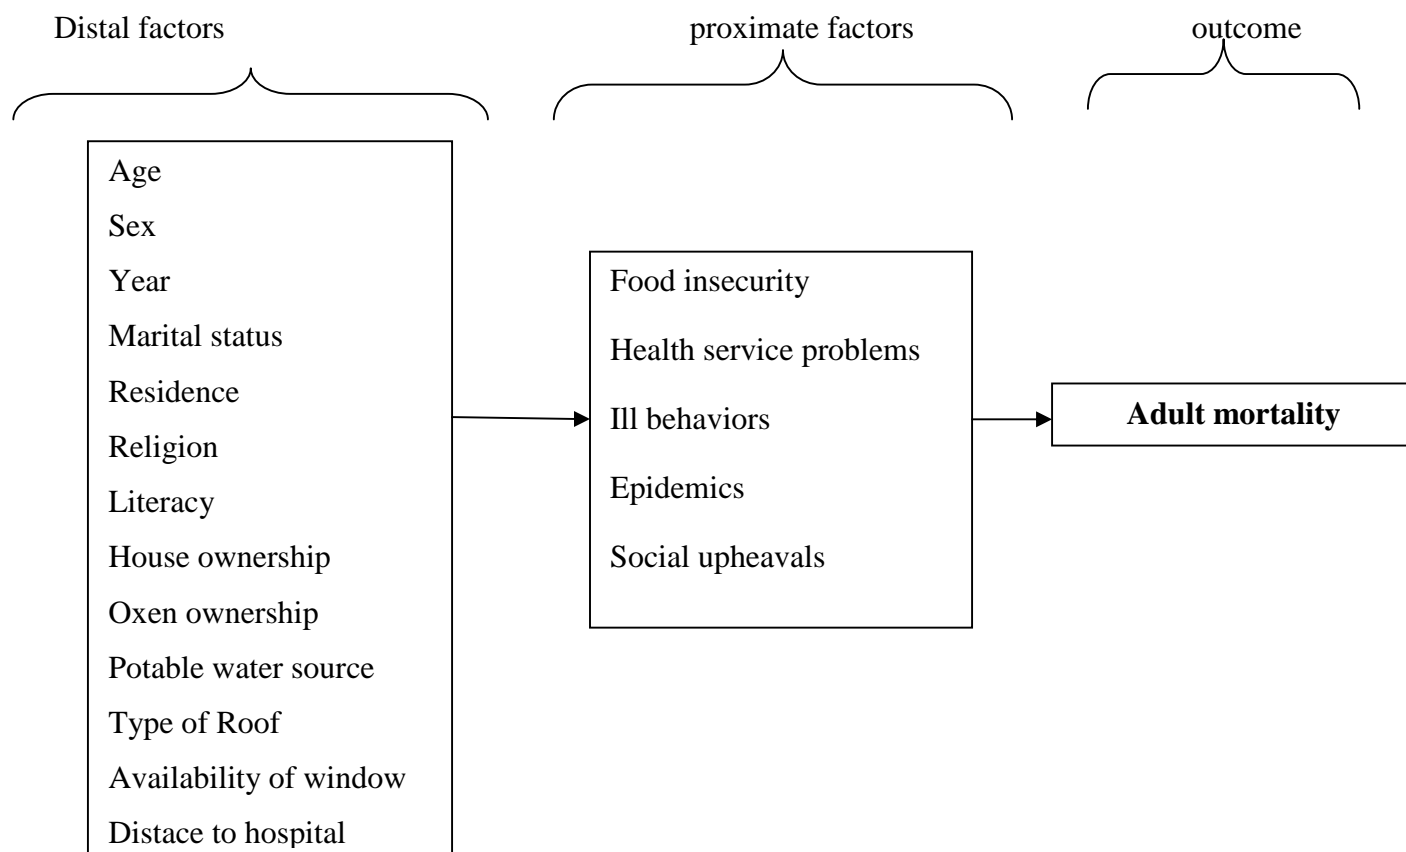 Distal factors
proximate factors
outcome
Age
Sex
Year
Marital status
Residence
Religion
Literacy
House ownership
Oxen ownership
Potable water source
Type of Roof
Availability of window
Distace to hospital
Food insecurity
Health service problems
Ill behaviors
Epidemics
Social upheavals
Adult mortality